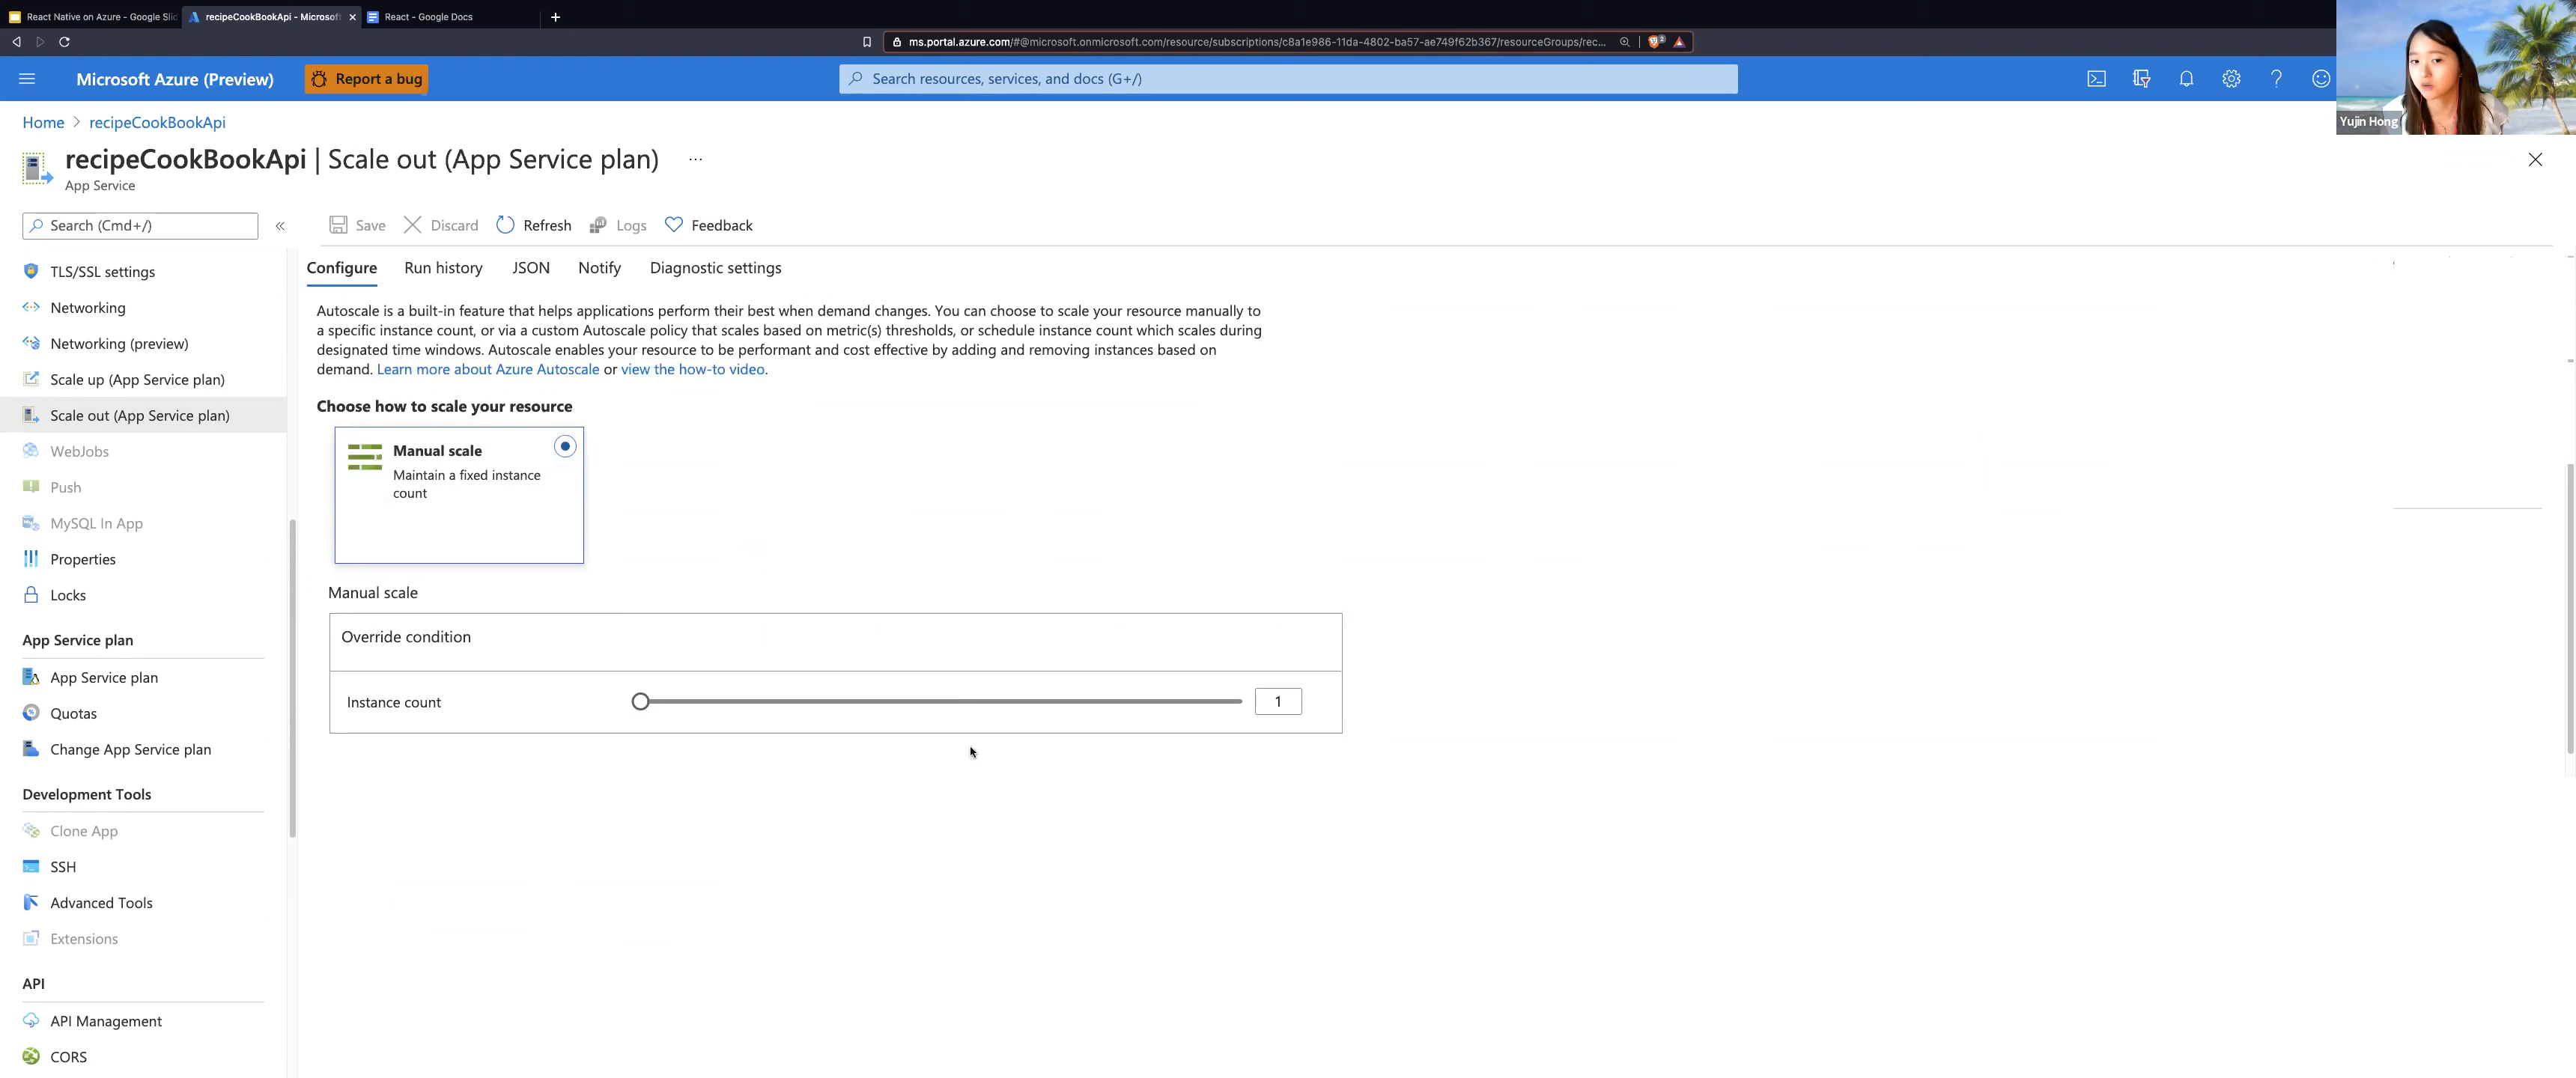 React Native on Azure - Google Slid
recipeCookBookApi - Microsoft
React - Google Docs
ms.portal.azure.com/#@microsoft.onmicrosoft.com/resource/subscriptions/c8a1e986-11da-4802-ba57-ae749f62b367/resourceGroups/rec...
2
Microsoft Azure (Preview)
Report a bug
Search resources, services, and docs (G+/)
Yujin Hong
Home > recipeCookBookApi
recipeCookBookApi | Scale out (App Service plan) ...
App Service
Search (Cmd+/)
«
Save
Discard
Refresh
Logs
Feedback
TLS/SSL settings
Networking
Networking (preview)
Scale up (App Service plan)
Scale out (App Service plan)
WebJobs
Push
MySQL In App
Properties
Locks
App Service plan
App Service plan
Quotas
Change App Service plan
Development Tools
Clone App
SSH
Advanced Tools
Extensions
API
API Management
CORS
Configure
Run history
JSON
Notify
Diagnostic settings
Autoscale is a built-in feature that helps applications perform their best when demand changes. You can choose to scale your resource manually to
a specific instance count, or via a custom Autoscale policy that scales based on metric(s) thresholds, or schedule instance count which scales during
designated time windows. Autoscale enables your resource to be performant and cost effective by adding and removing instances based on
demand. Learn more about Azure Autoscale or view the how-to video.
Choose how to scale your resource
Manual scale
Maintain a fixed instance
count
Manual scale
Override condition
Instance count
1